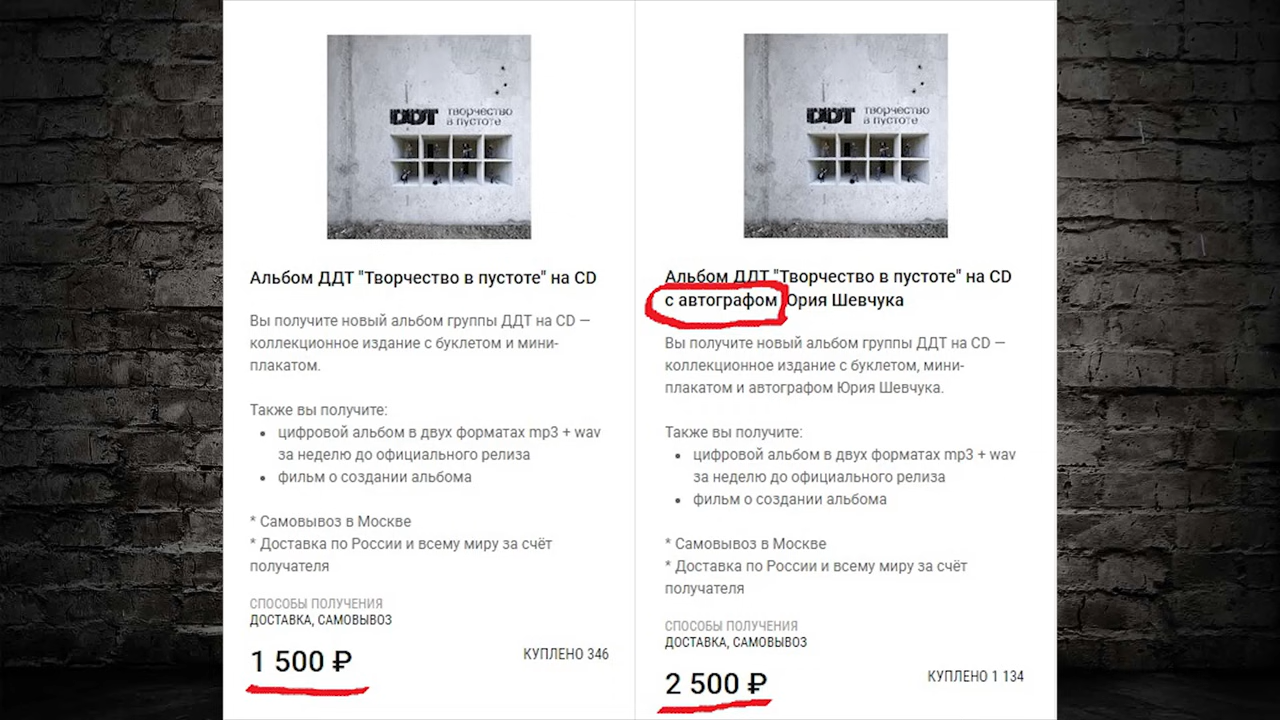 ДДТ творчество
в пустоте
Альбом ДДТ "Творчество в пустоте" на CD
Вы получите новый альбом группы ДДТ на CD —
коллекционное издание с буклетом и мини-
плакатом.
Также вы получите:
• цифровой альбом в двух форматах mp3 + wav
за неделю до официального релиза
• фильм о создании альбома
* Самовывоз в Москве
* Доставка по России и всему миру за счёт
получателя
СПОСОБЫ ПОЛУЧЕНИЯ
ДОСТАВКА, САМОВЫВОЗ
1 500 ₽
КУПЛЕНО 346
ДДТ творчество
в пустоте
Альбом ДДТ "Творчество в пустоте" на CD
с автографом Юрия Шевчука
Вы получите новый альбом группы ДДТ на CD —
коллекционное издание с буклетом, мини-
плакатом и автографом Юрия Шевчука.
Также вы получите:
• цифровой альбом в двух форматах mp3 + wav
за неделю до официального релиза
• фильм о создании альбома
* Самовывоз в Москве
* Доставка по России и всему миру за счёт
получателя
СПОСОБЫ ПОЛУЧЕНИЯ
ДОСТАВКА, САМОВЫВОЗ
2 500 ₽
КУПЛЕНО 1 134